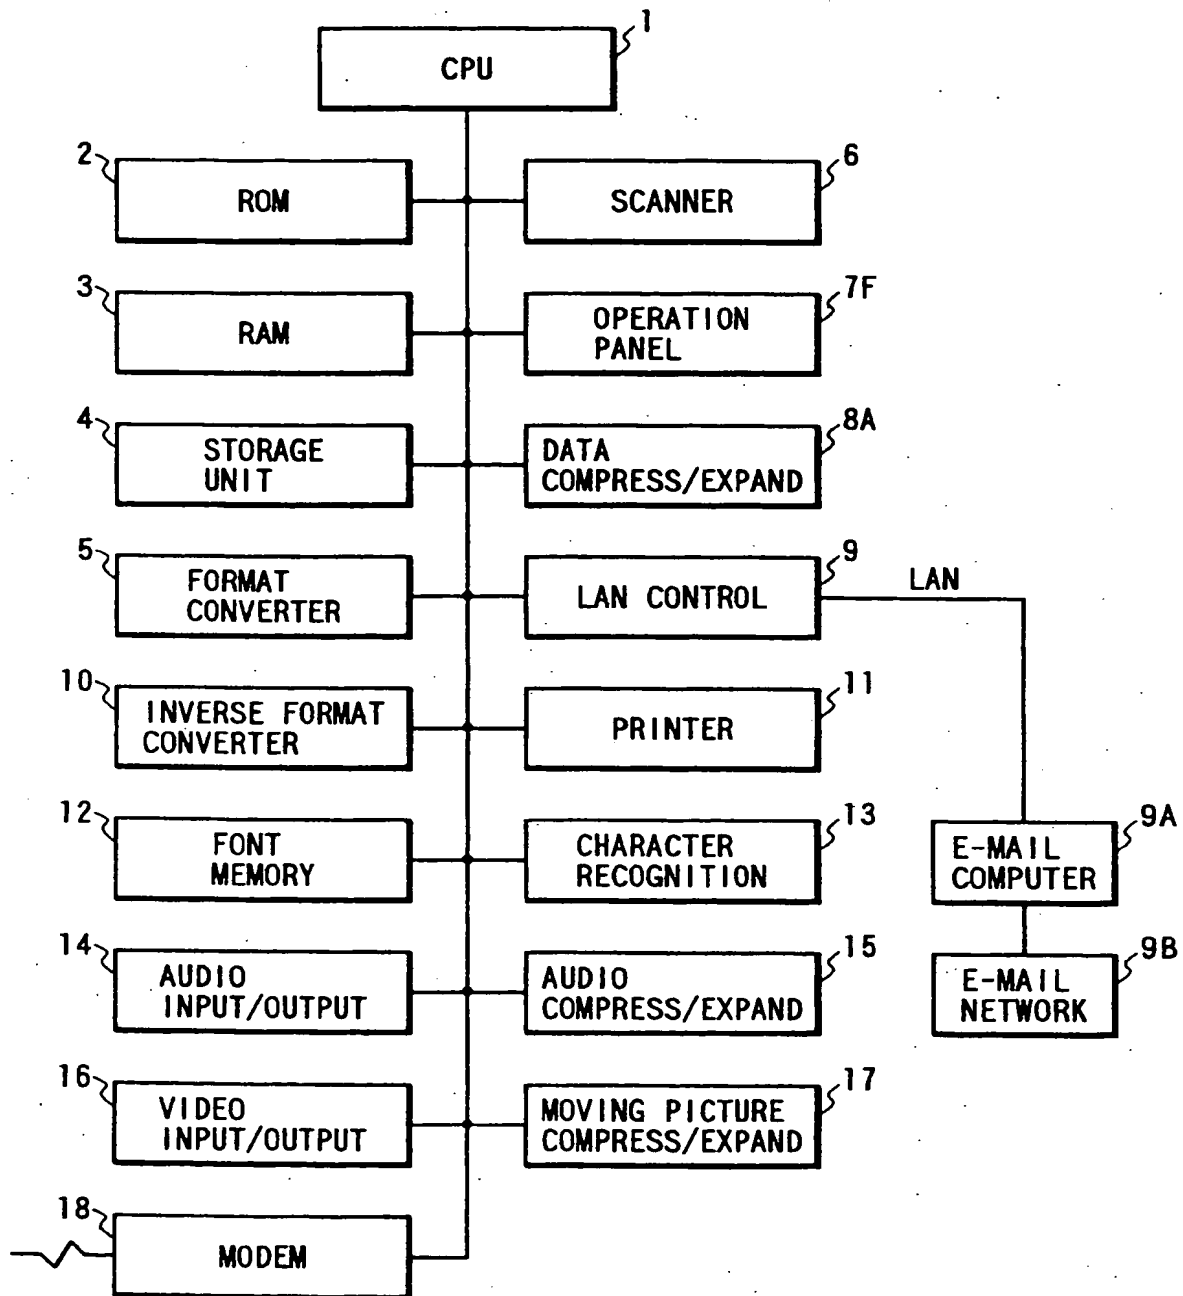 1
CPU
2
ROM
6
SCANNER
3
RAM
7F
OPERATION
PANEL
4
STORAGE
UNIT
8A
DATA
COMPRESS/EXPAND
5
FORMAT
CONVERTER
9
LAN CONTROL
LAN
10
INVERSE FORMAT
CONVERTER
11
PRINTER
12
FONT
MEMORY
13
CHARACTER
RECOGNITION
9A
E-MAIL
COMPUTER
14
AUDIO
INPUT/OUTPUT
15
AUDIO
COMPRESS/EXPAND
9B
E-MAIL
NETWORK
16
VIDEO
INPUT/OUTPUT
17
MOVING PICTURE
COMPRESS/EXPAND
18
MODEM